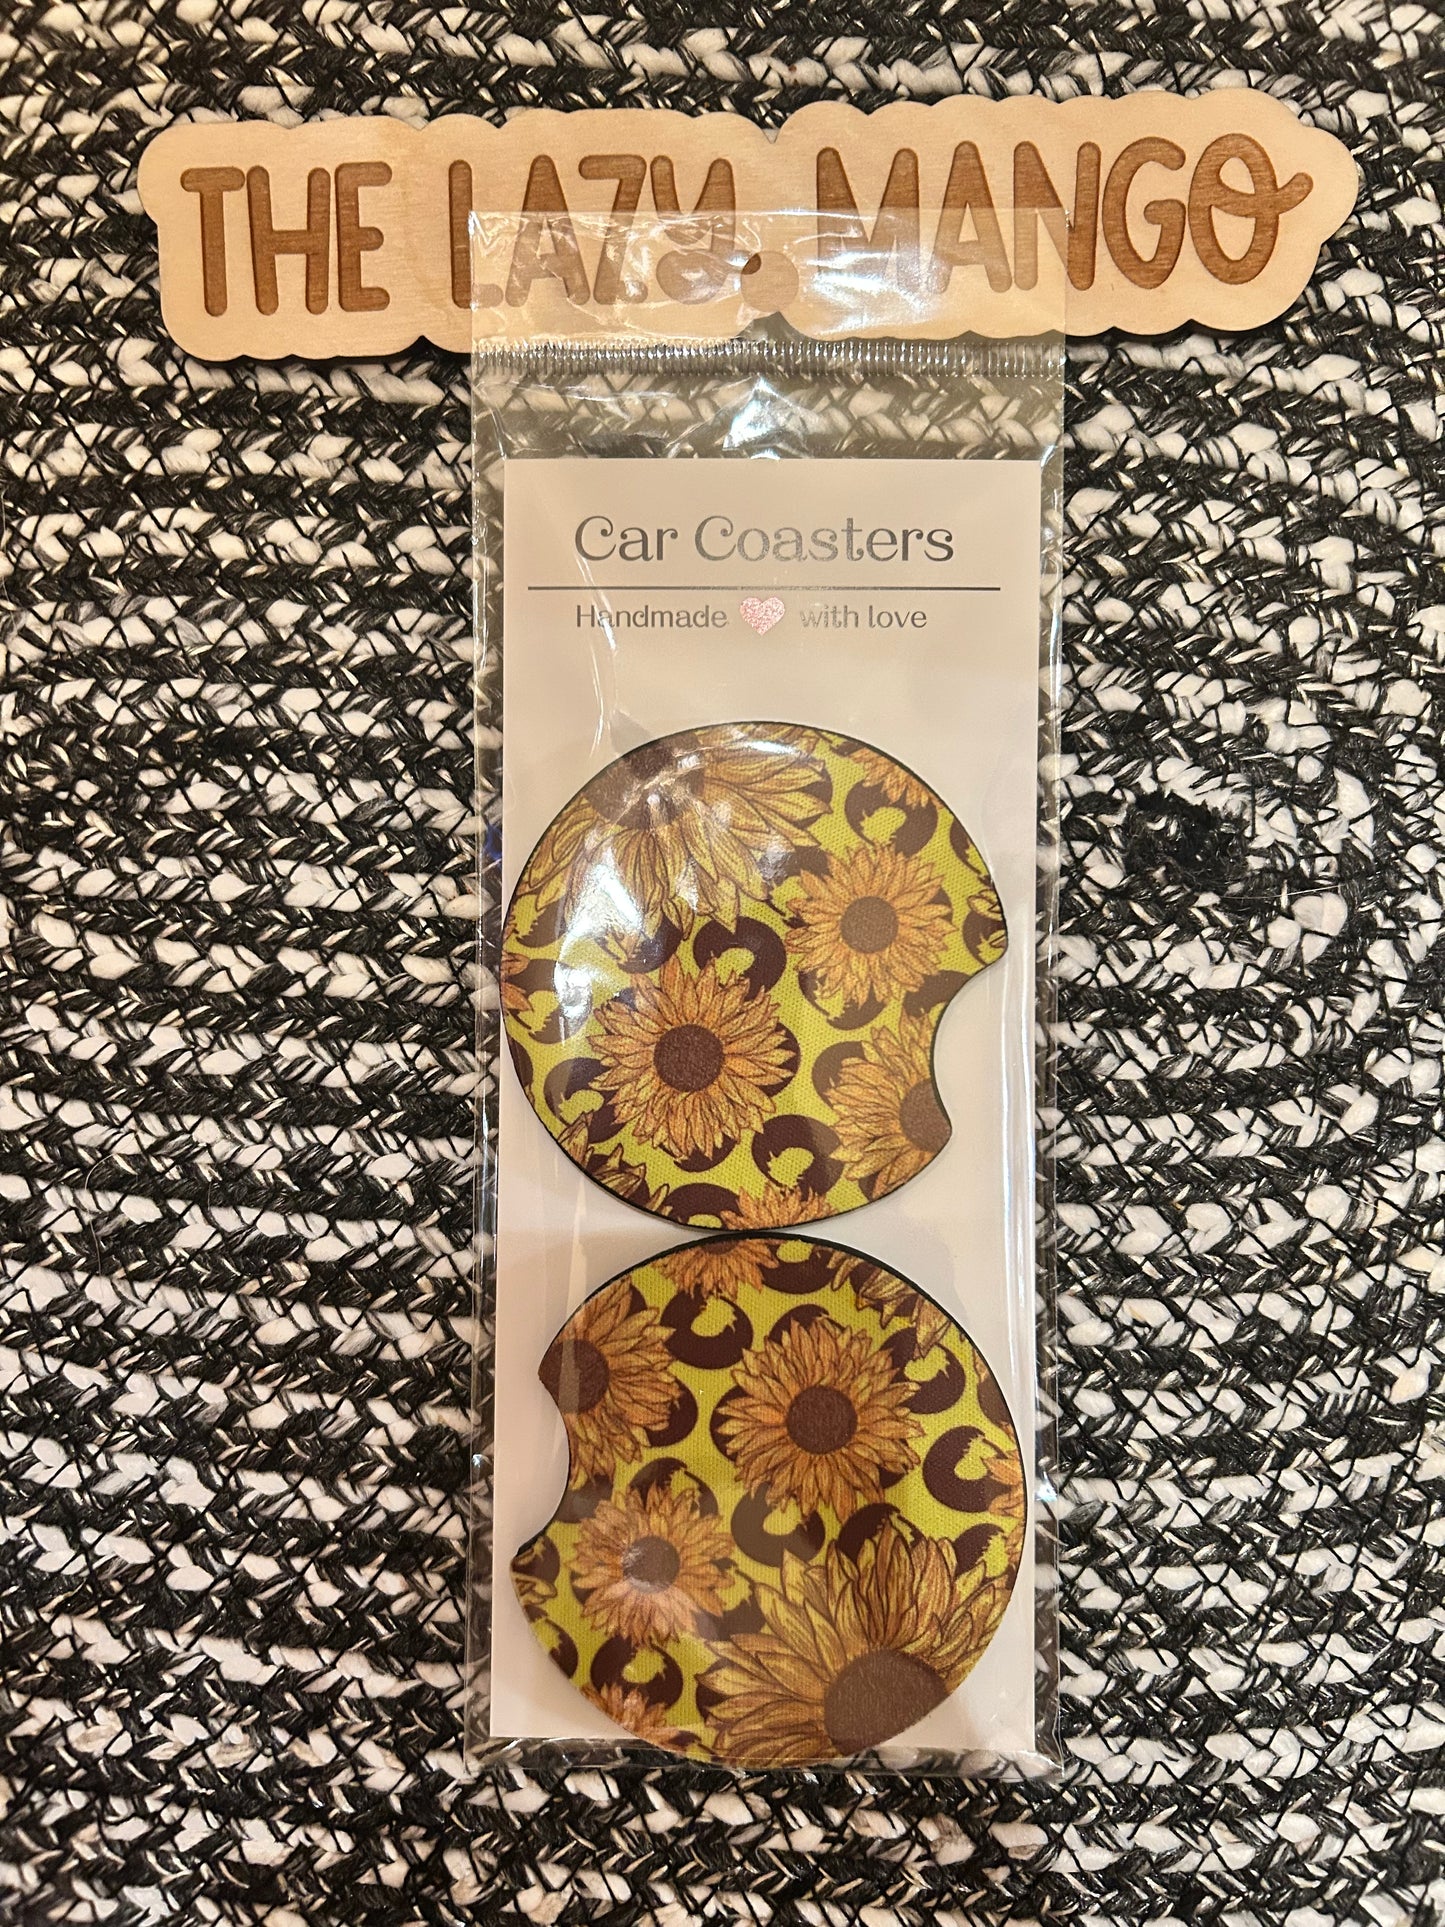 THE LAZY MANGO
Car Coasters
Handmade with love